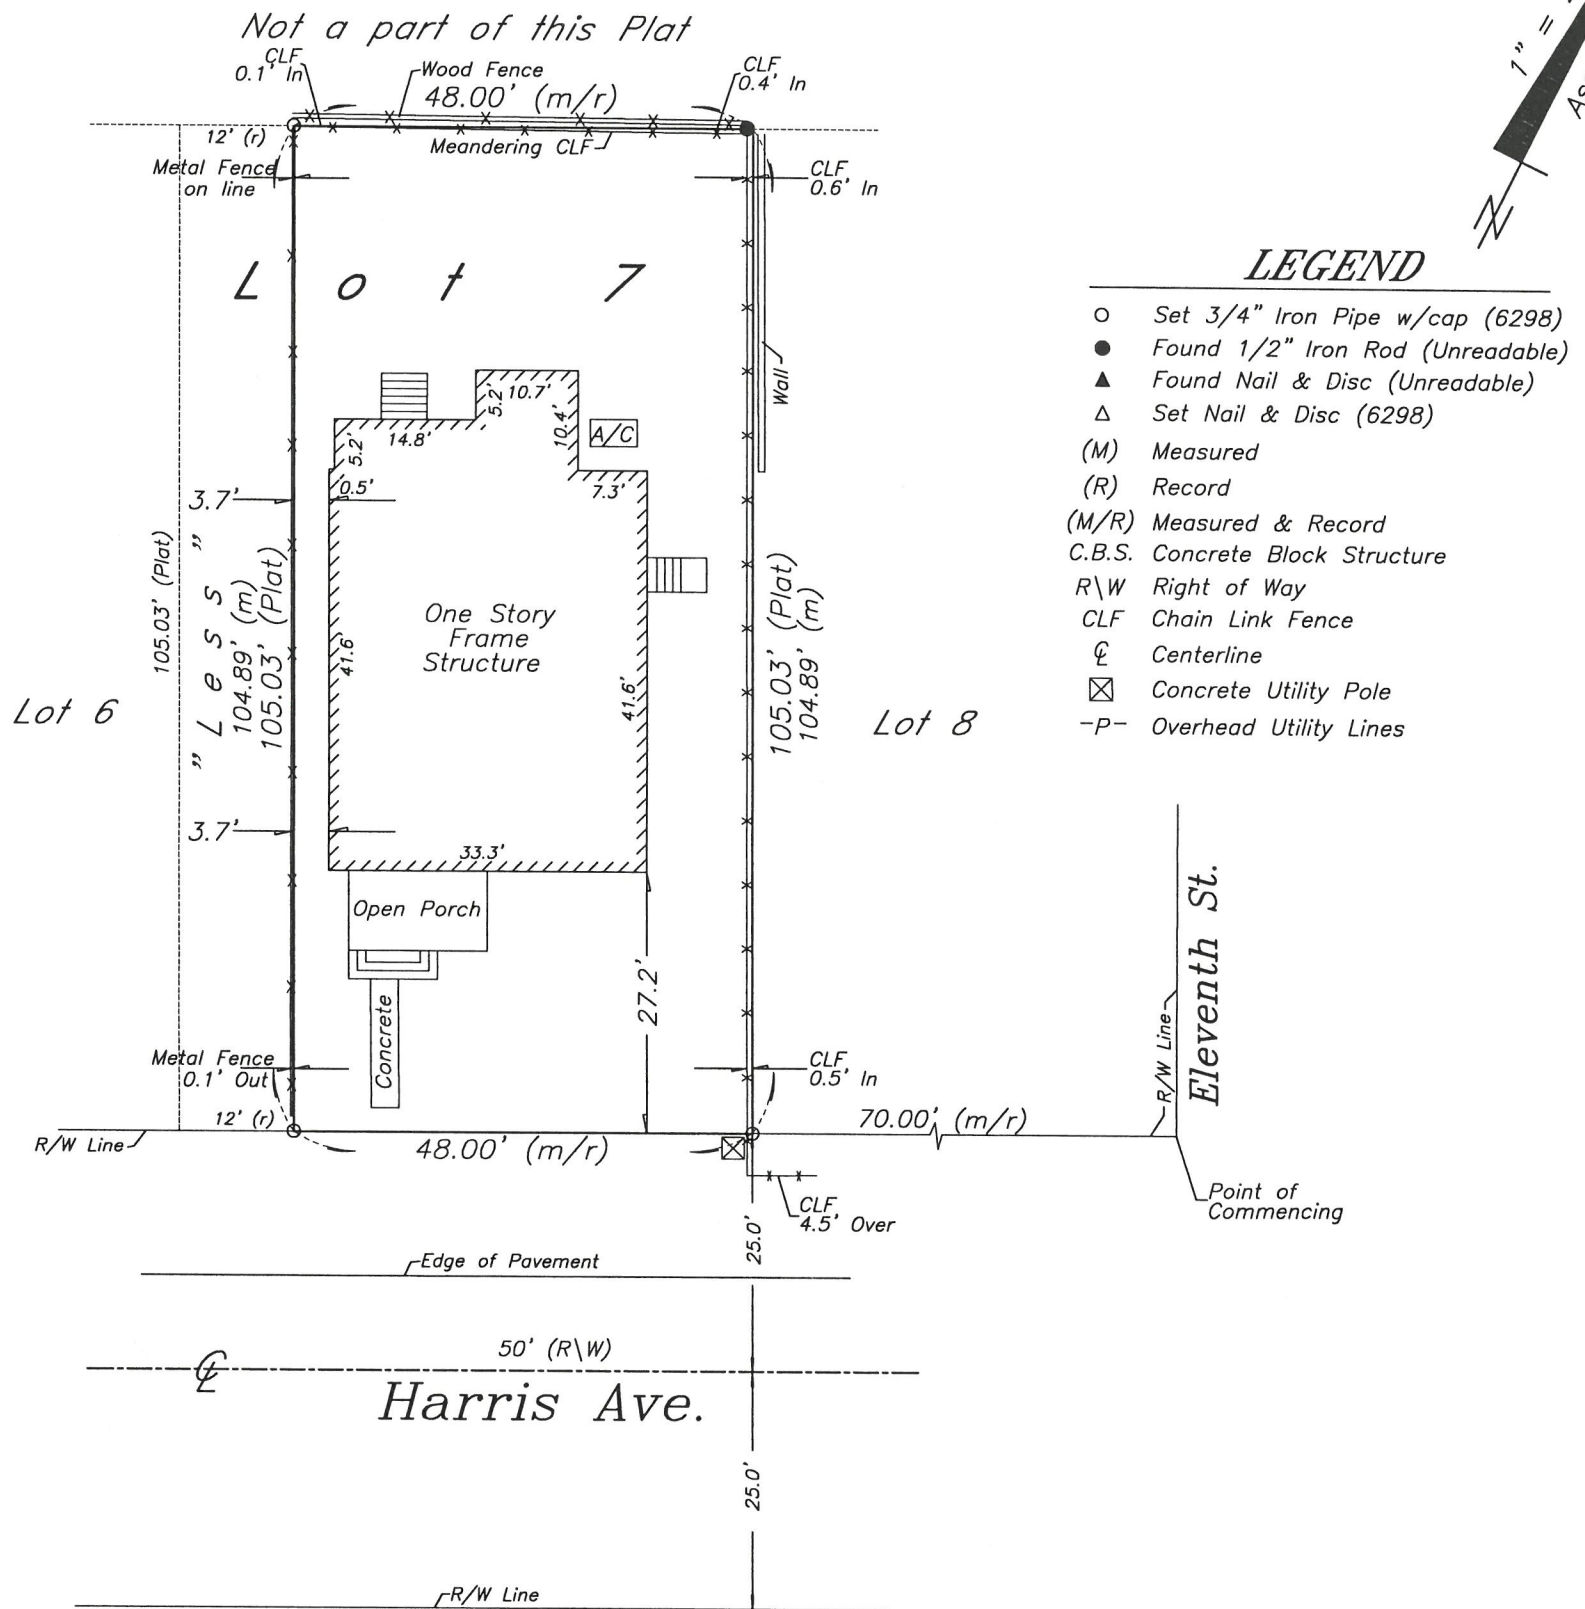 Not a part of this Plat
CLF
0.1' In
Wood Fence
48.00' (m/r)
CLF
0.4' In
12' (r)
Meandering CLF
Metal Fence
on line
CLF
0.6' In
1" =
N
Lot 7
Wall
5.2'
10.7'
10.4'
A/C
14.8'
5.2'
0.5'
7.3'
3.7'
105.03' (Plat)
"Less"
104.89' (m)
105.03' (Plat)
One Story
Frame
Structure
41.6'
41.6'
105.03' (Plat)
104.89' (m)
Lot 6
Lot 8
3.7'
33.3'
Open Porch
27.2'
Concrete
Metal Fence
0.1' Out
12' (r)
CLF
0.5' In
R/W Line
48.00' (m/r)
70.00' (m/r)
R/W Line
Eleventh St.
Point of
Commencing
CLF
4.5' Over
25.0'
Edge of Pavement
50' (R\W)
℄
Harris Ave.
25.0'
R/W Line
LEGEND
Set 3/4" Iron Pipe w/cap (6298)
Found 1/2" Iron Rod (Unreadable)
Found Nail & Disc (Unreadable)
Set Nail & Disc (6298)
(M) Measured
(R) Record
(M/R) Measured & Record
C.B.S. Concrete Block Structure
R\W Right of Way
CLF Chain Link Fence
℄ Centerline
Concrete Utility Pole
-P- Overhead Utility Lines